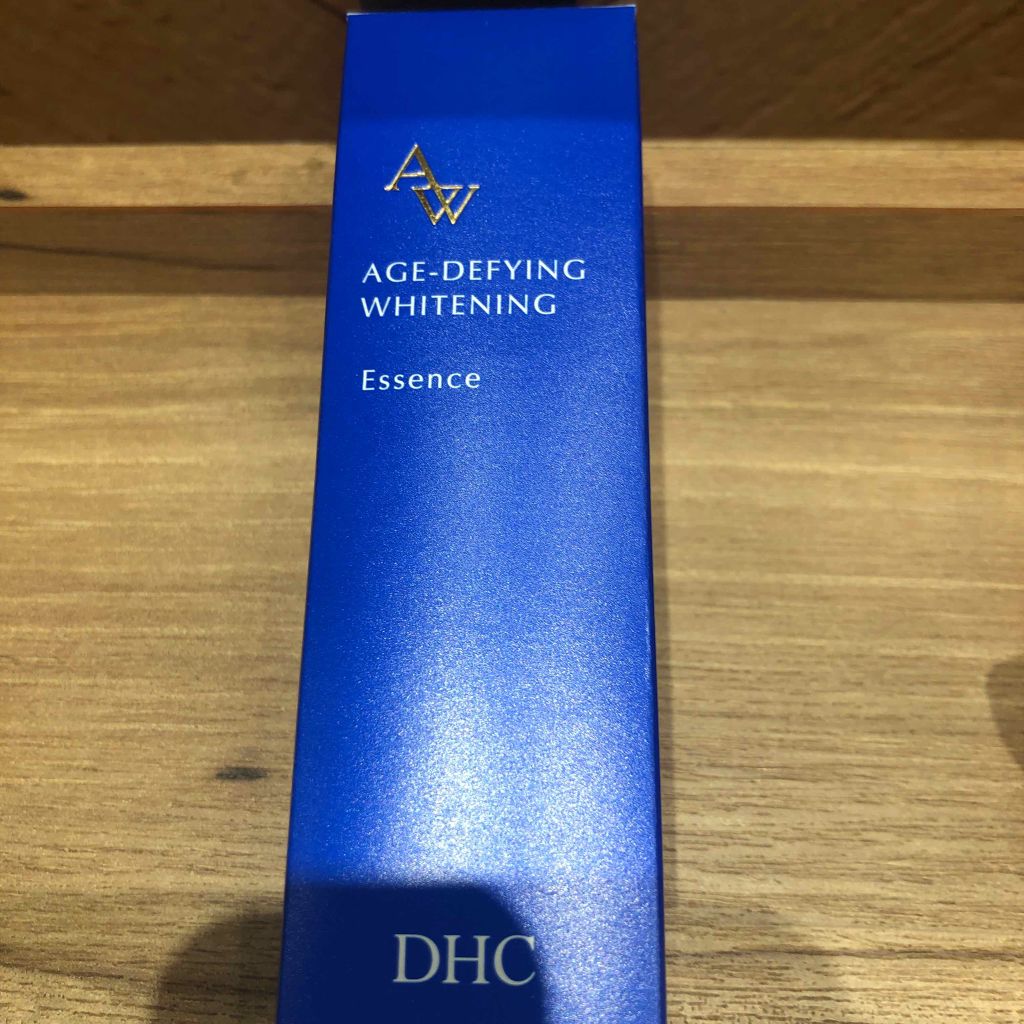 AW
AGE-DEFYING
WHITENING
Essence
DHC